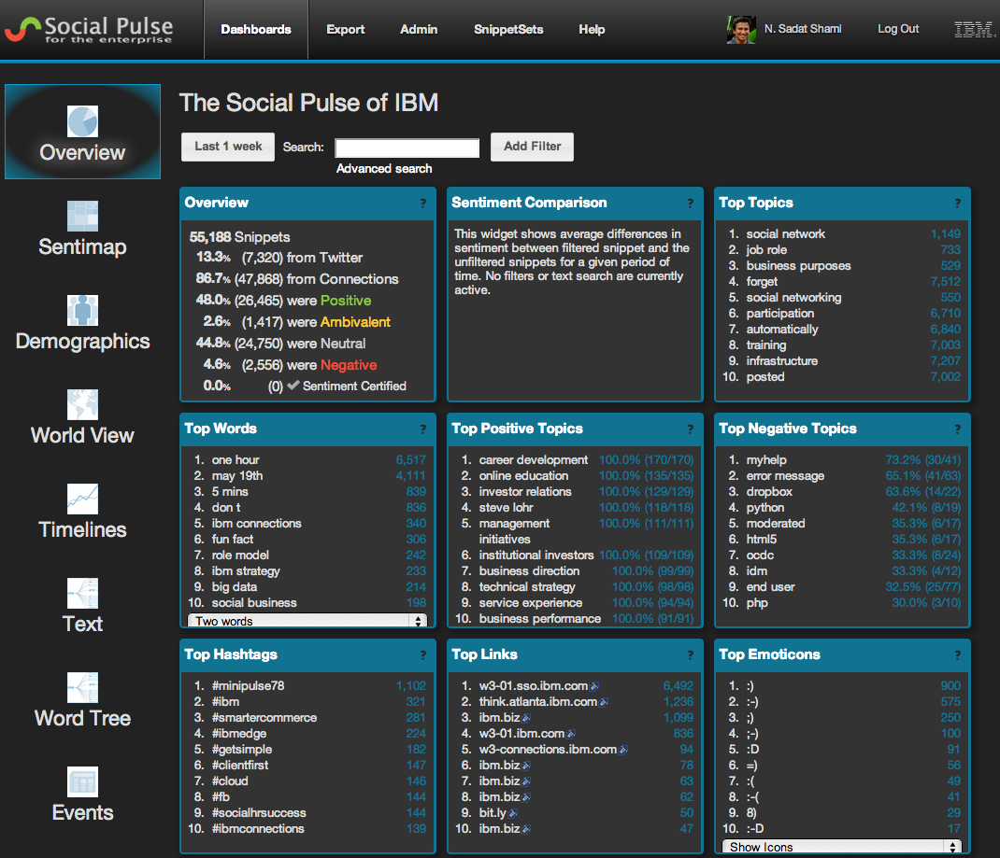 Social Pulse
for the enterprise
Dashboards
Export
Admin
SnippetSets
Help
N. Sadat Shami
Log Out
IBM
Overview
Sentimap
Demographics
World View
Timelines
Text
Word Tree
Events
The Social Pulse of IBM
Last 1 week
Search:
Add Filter
Advanced search
Overview ?
55,188 Snippets
13.3% (7,320) from Twitter
86.7% (47,868) from Connections
48.0% (26,465) were Positive
2.6% (1,417) were Ambivalent
44.8% (24,750) were Neutral
4.6% (2,556) were Negative
0.0% (0) ✔ Sentiment Certified
Sentiment Comparison ?
This widget shows average differences in
sentiment between filtered snippet and the
unfiltered snippets for a given period of
time. No filters or text search are currently
active.
Top Topics ?
1. social network 1,149
2. job role 733
3. business purposes 529
4. forget 7,512
5. social networking 550
6. participation 6,710
7. automatically 6,840
8. training 7,003
9. infrastructure 7,207
10. posted 7,002
Top Words ?
1. one hour 6,517
2. may 19th 4,111
3. 5 mins 839
4. don t 836
5. ibm connections 340
6. fun fact 306
7. role model 242
8. ibm strategy 233
9. big data 214
10. social business 198
Two words
Top Positive Topics ?
1. career development 100.0% (170/170)
2. online education 100.0% (135/135)
3. investor relations 100.0% (129/129)
4. steve lohr 100.0% (118/118)
5. management 100.0% (111/111)
initiatives
6. institutional investors 100.0% (109/109)
7. business direction 100.0% (99/99)
8. technical strategy 100.0% (98/98)
9. service experience 100.0% (94/94)
10. business performance 100.0% (91/91)
Top Negative Topics ?
1. myhelp 73.2% (30/41)
2. error message 65.1% (41/63)
3. dropbox 63.6% (14/22)
4. python 42.1% (8/19)
5. moderated 35.3% (6/17)
6. html5 35.3% (6/17)
7. ocdc 33.3% (8/24)
8. idm 33.3% (4/12)
9. end user 32.5% (25/77)
10. php 30.0% (3/10)
Top Hashtags ?
1. #minipulse78 1,102
2. #ibm 321
3. #smartercommerce 281
4. #ibmedge 224
5. #getsimple 182
6. #clientfirst 147
7. #cloud 146
8. #fb 144
9. #socialhrsuccess 144
10. #ibmconnections 139
Top Links ?
1. w3-01.sso.ibm.com 6,492
2. think.atlanta.ibm.com 1,236
3. ibm.biz 1,099
4. w3-01.ibm.com 836
5. w3-connections.ibm.com 94
6. ibm.biz 78
7. ibm.biz 63
8. ibm.biz 62
9. bit.ly 50
10. ibm.biz 47
Top Emoticons ?
1. :) 900
2. :-) 575
3. ;) 250
4. ;-) 100
5. :D 91
6. =) 56
7. :( 49
8. :-( 41
9. 8) 29
10. :-D 17
Show Icons